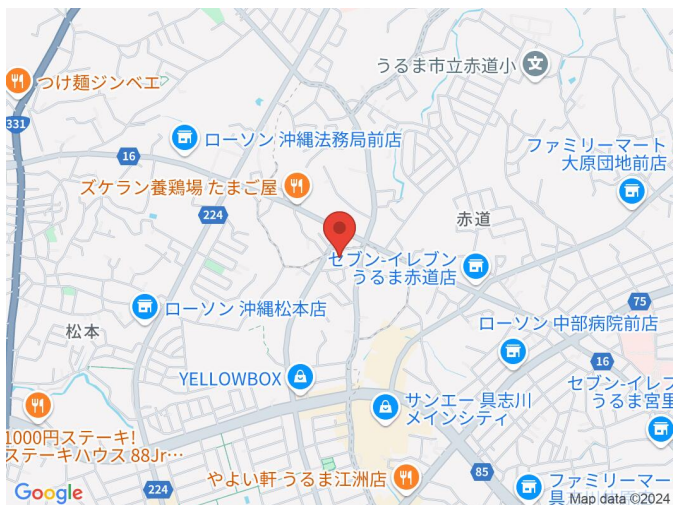 うるま市立赤道小
文
つけ麺ジンベエ
331
16
ローソン 沖縄法務局前店
ファミリーマート
大原団地前店
ズケラン養鶏場 たまご屋
224
赤道
セブン-イレブン
うるま赤道店
75
ローソン 沖縄松本店
松本
ローソン 中部病院前店
16
YELLOWBOX
サンエー 具志川
メインシティ
セブン-イレブ
うるま宮里
1000円ステーキ!
ステーキハウス 88Jr…
やよい軒 うるま江洲店
85
224
ファミリーマー
具
Google
Map data ©2024